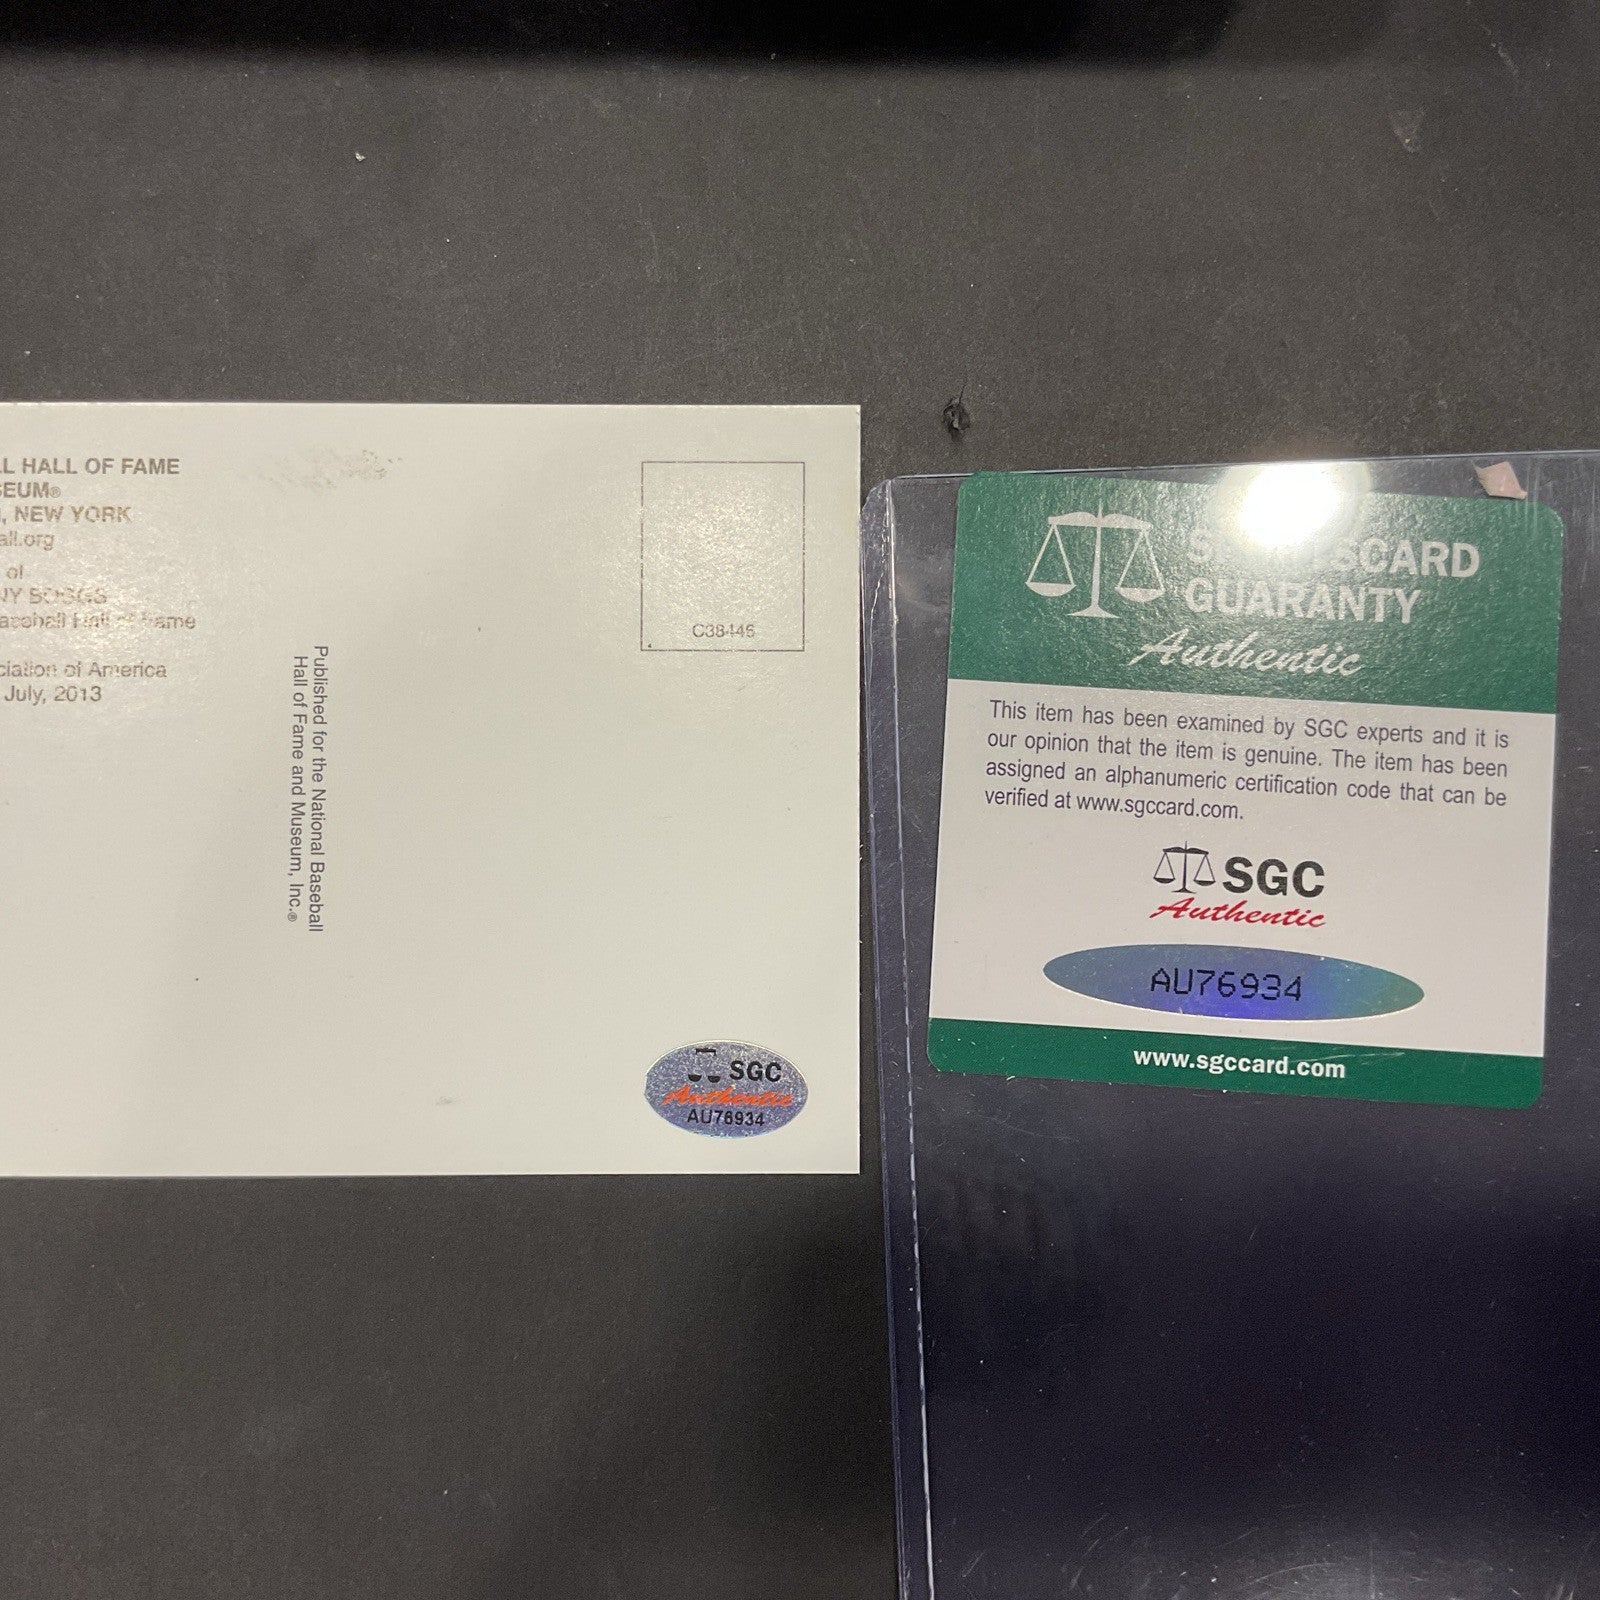 L HALL OF FAME
EUM®
, NEW YORK
all.org
of
NY BOGGS
aseball Hall of Fame
ciation of America
July, 2013
Published for the National Baseball
Hall of Fame and Museum, Inc.®
C38446
SGC
Authentic
AU76934
SPORTSCARD
GUARANTY
Authentic
This item has been examined by SGC experts and it is
our opinion that the item is genuine. The item has been
assigned an alphanumeric certification code that can be
verified at www.sgccard.com.
SGC
Authentic
AU76934
www.sgccard.com